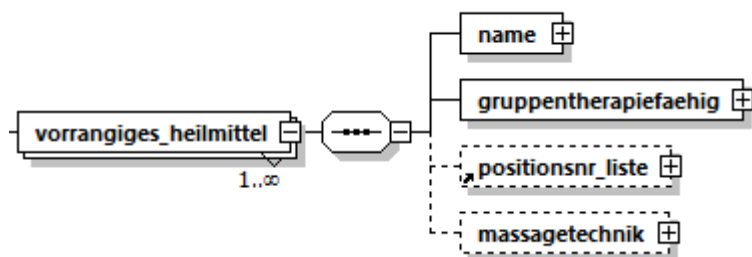 name
gruppentherapiefaehig
vorrangiges_heilmittel
1..∞
positionsnr_liste
massagetechnik